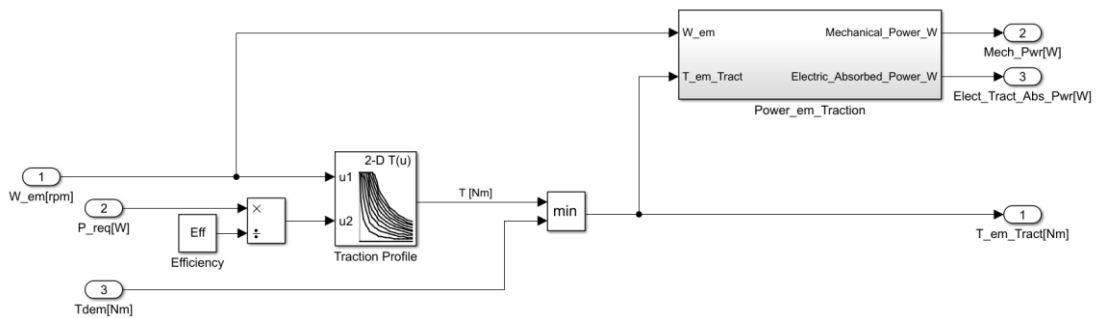 W_em
Mechanical_Power_W
2
Mech_Pwr[W]
T_em_Tract
Electric_Absorbed_Power_W
3
Elect_Tract_Abs_Pwr[W]
Power_em_Traction
2-D T(u)
1
W_em[rpm]
u1
T [Nm]
2
P_req[W]
×
÷
u2
min
1
T_em_Tract[Nm]
Eff
Efficiency
Traction Profile
3
Tdem[Nm]